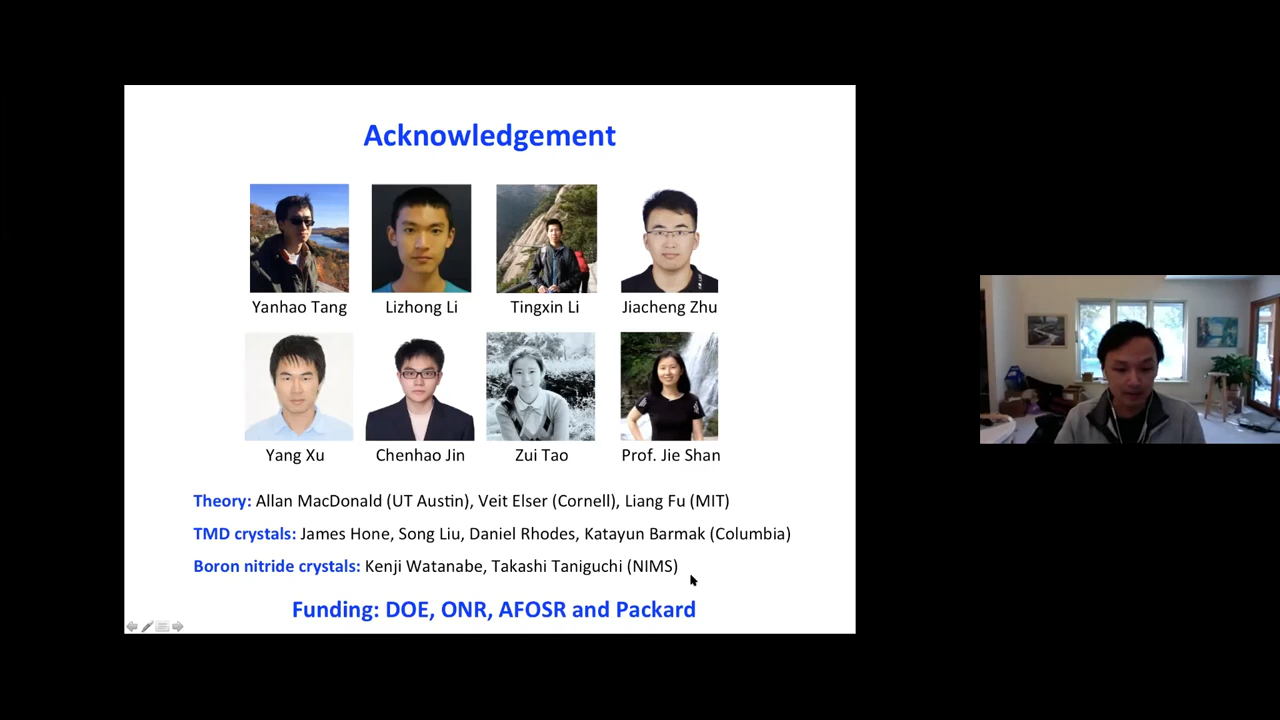 Acknowledgement
Yanhao Tang
Lizhong Li
Tingxin Li
Jiacheng Zhu
Yang Xu
Chenhao Jin
Zui Tao
Prof. Jie Shan
Theory: Allan MacDonald (UT Austin), Veit Elser (Cornell), Liang Fu (MIT)
TMD crystals: James Hone, Song Liu, Daniel Rhodes, Katayun Barmak (Columbia)
Boron nitride crystals: Kenji Watanabe, Takashi Taniguchi (NIMS)
Funding: DOE, ONR, AFOSR and Packard